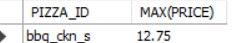 PIZZA_ID MAX(PRICE)
bbq_ckn_s 12.75